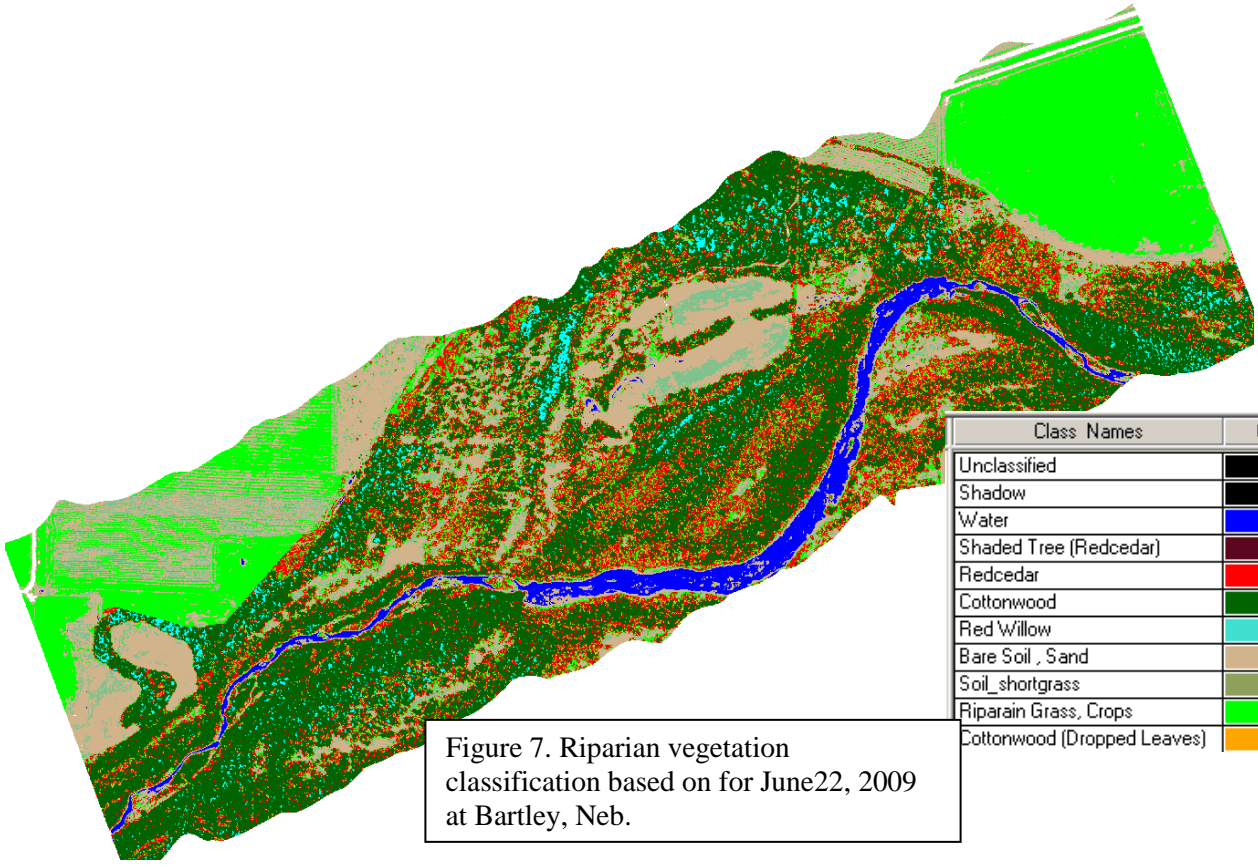 Class Names
Unclassified
Shadow
Water
Shaded Tree (Redcedar)
Redcedar
Cottonwood
Red Willow
Bare Soil , Sand
Soil_shortgrass
Riparain Grass, Crops
Cottonwood (Dropped Leaves)
Figure 7. Riparian vegetation
classification based on for June22, 2009
at Bartley, Neb.